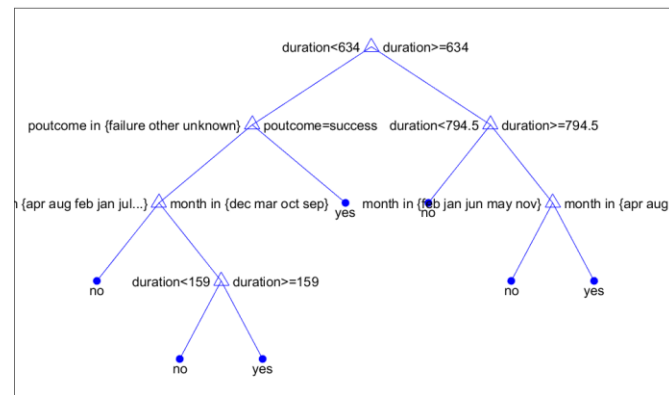 duration<634 duration>=634
poutcome in {failure other unknown} poutcome=success duration<794.5 duration>=794.5
{apr aug feb jan jul...} month in {dec mar oct sep} yes month in {feb jan jun may nov} no month in {apr aug
no duration<159 duration>=159 no yes
no yes